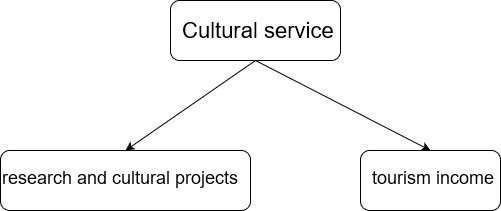 Cultural service
research and cultural projects
tourism income